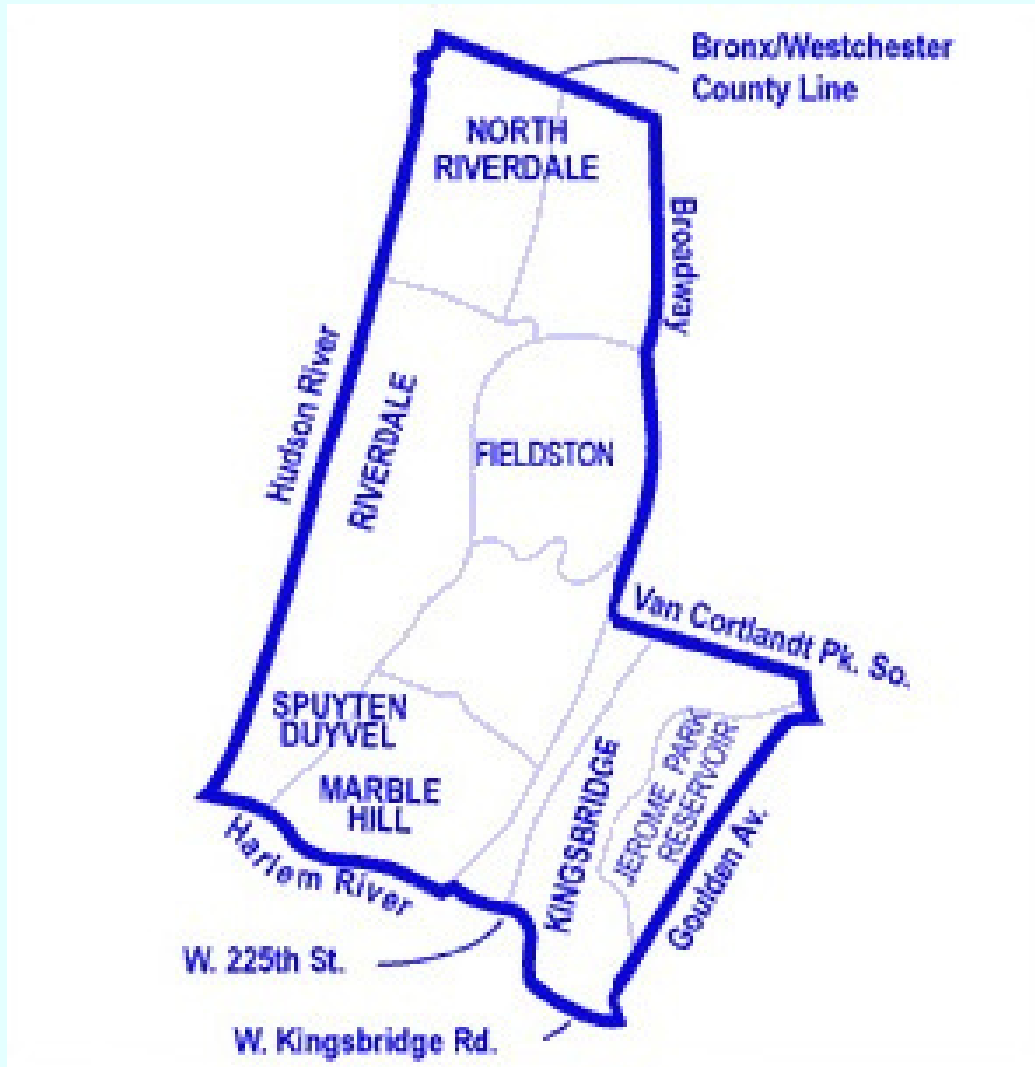 Bronx/Westchester
County Line
NORTH
RIVERDALE
Broadway
Hudson River
RIVERDALE
FIELDSTON
Van Cortlandt Pk. So.
SPUYTEN
DUYVEL
MARBLE
HILL
KINGSBRIDGE
JEROME PARK
RESERVOIR
Goulden Av.
Harlem River
W. 225th St.
W. Kingsbridge Rd.